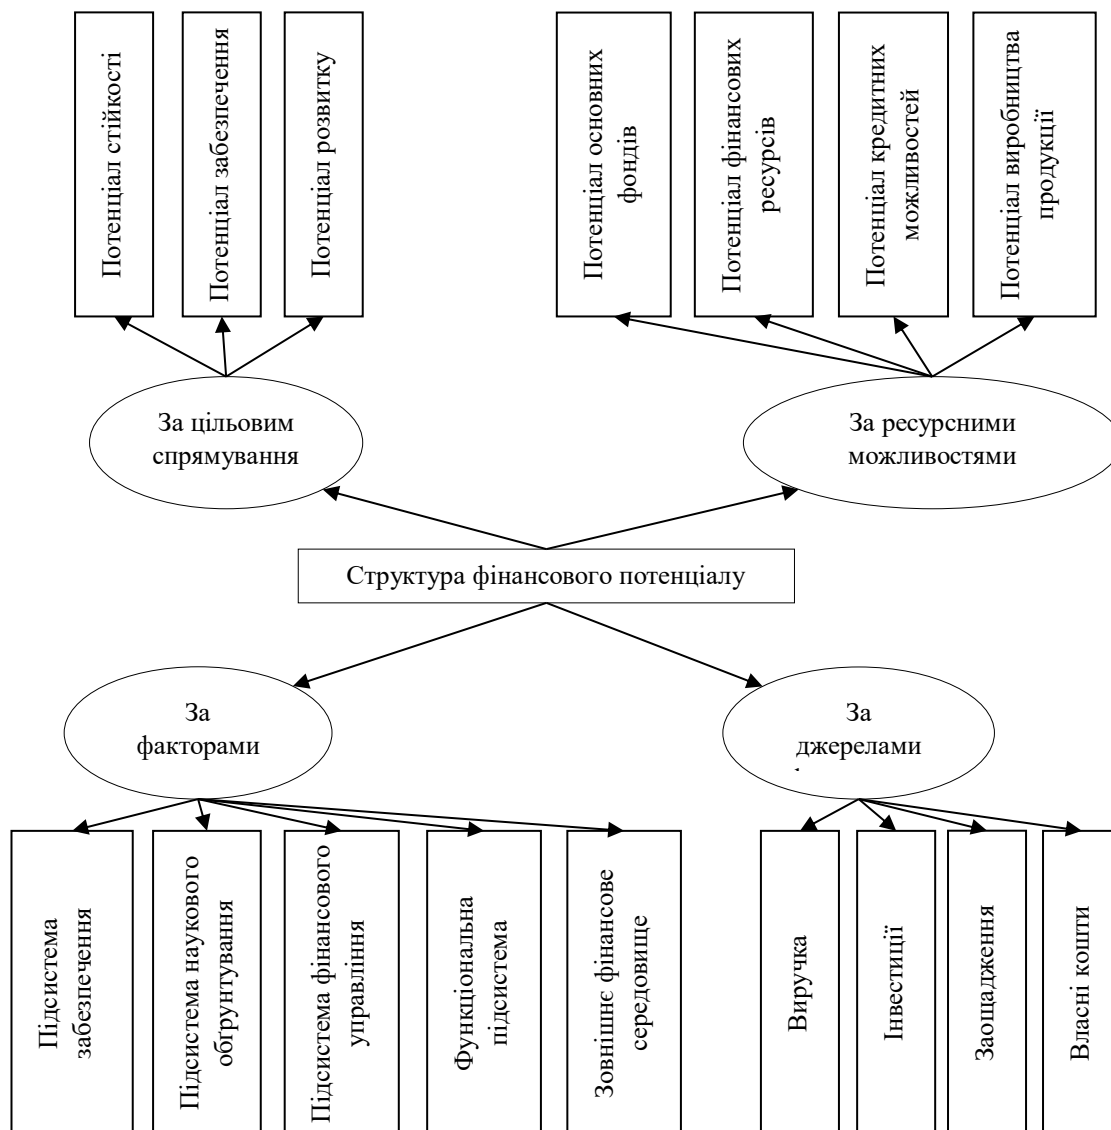 Потенціал стійкості
Потенціал забезпечення
Потенціал розвитку
Потенціал основних
фондів
Потенціал фінансових
ресурсів
Потенціал кредитних
можливостей
Потенціал виробництва
продукції
За цільовим
спрямування
За ресурсними
можливостями
Структура фінансового потенціалу
За
факторами
За
джерелами
Підсистема
забезпечення
Підсистема наукового
обґрунтування
Підсистема фінансового
управління
Функціональна
підсистема
Зовнішнє фінансове
середовище
Виручка
Інвестиції
Заощадження
Власні кошти